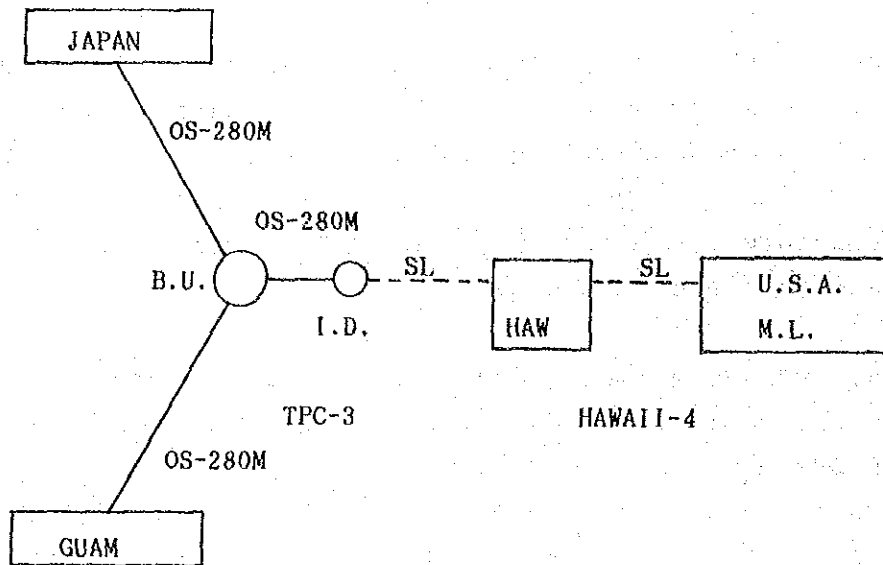 JAPAN
OS-280M
OS-280M
B.U.
SL
SL
U.S.A.
I.D.
HAW
M.L.
TPC-3
HAWAII-4
OS-280M
GUAM